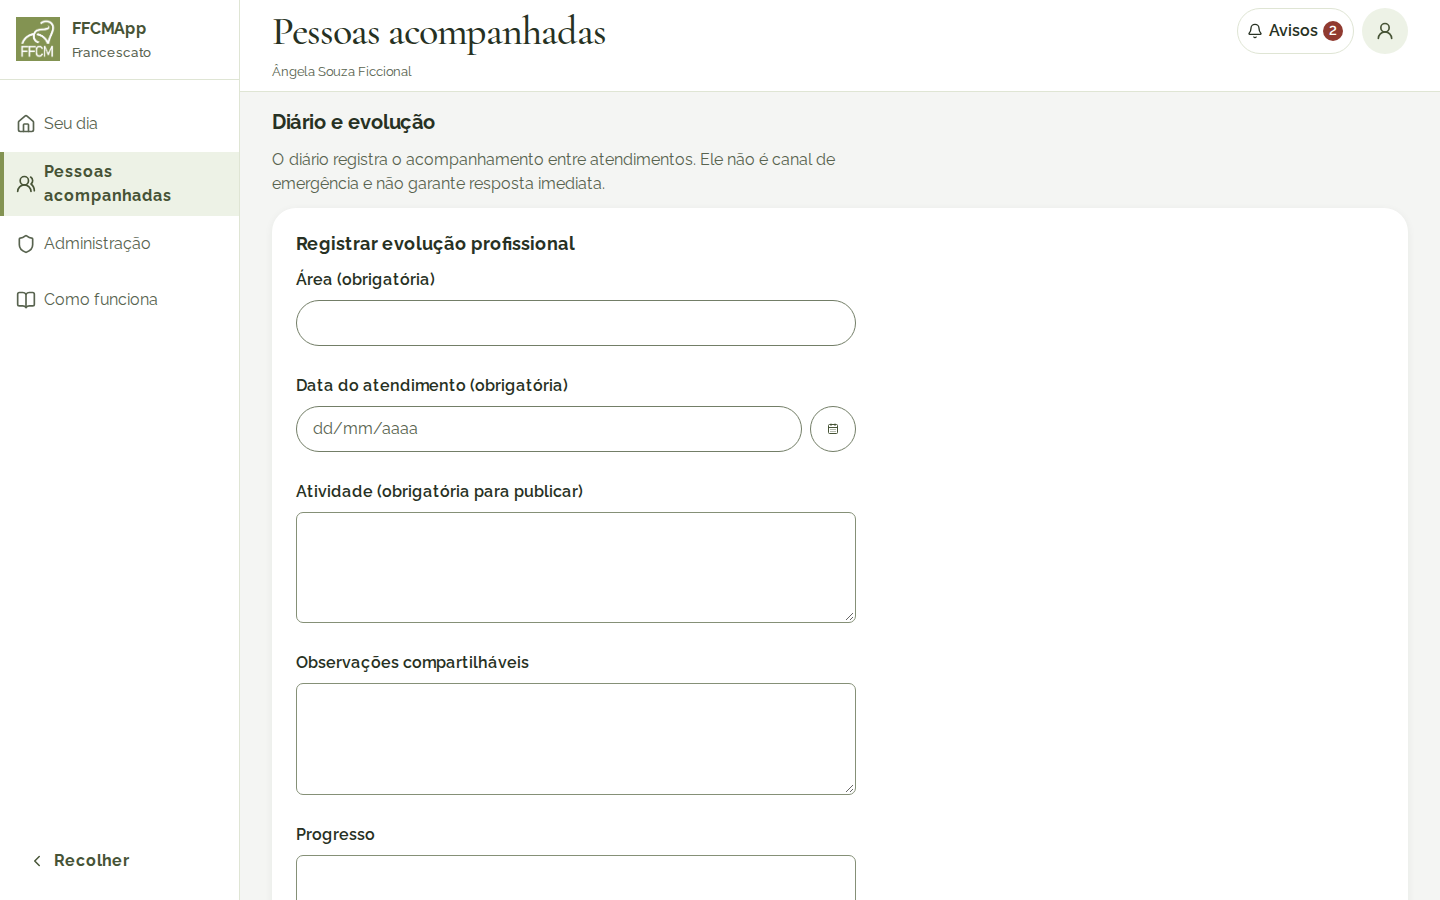 FFCM
FFCMApp
Francescato
Seu dia
Pessoas
acompanhadas
Administração
Como funciona
Recolher
Pessoas acompanhadas
Ângela Souza Ficcional
Avisos 2
Diário e evolução
O diário registra o acompanhamento entre atendimentos. Ele não é canal de
emergência e não garante resposta imediata.
Registrar evolução profissional
Área (obrigatória)
Data do atendimento (obrigatória)
dd/mm/aaaa
Atividade (obrigatória para publicar)
Observações compartilháveis
Progresso